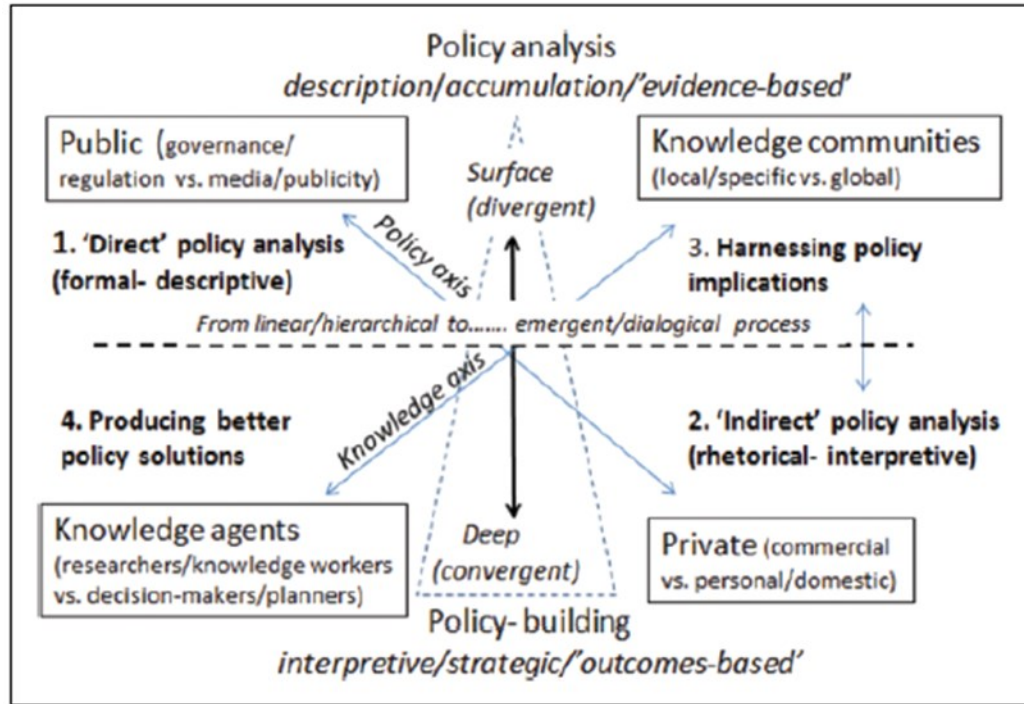 Policy analysis
description/accumulation/'evidence-based'
Public (governance/
regulation vs. media/publicity)
Knowledge communities
(local/specific vs. global)
Surface
(divergent)
Policy axis
1. 'Direct' policy analysis
(formal- descriptive)
3. Harnessing policy
implications
From linear/hierarchical to....... emergent/dialogical process
Knowledge axis
4. Producing better
policy solutions
2. 'Indirect' policy analysis
(rhetorical- interpretive)
Knowledge agents
(researchers/knowledge workers
vs. decision-makers/planners)
Deep
(convergent)
Private (commercial
vs. personal/domestic)
Policy- building
interpretive/strategic/'outcomes-based'